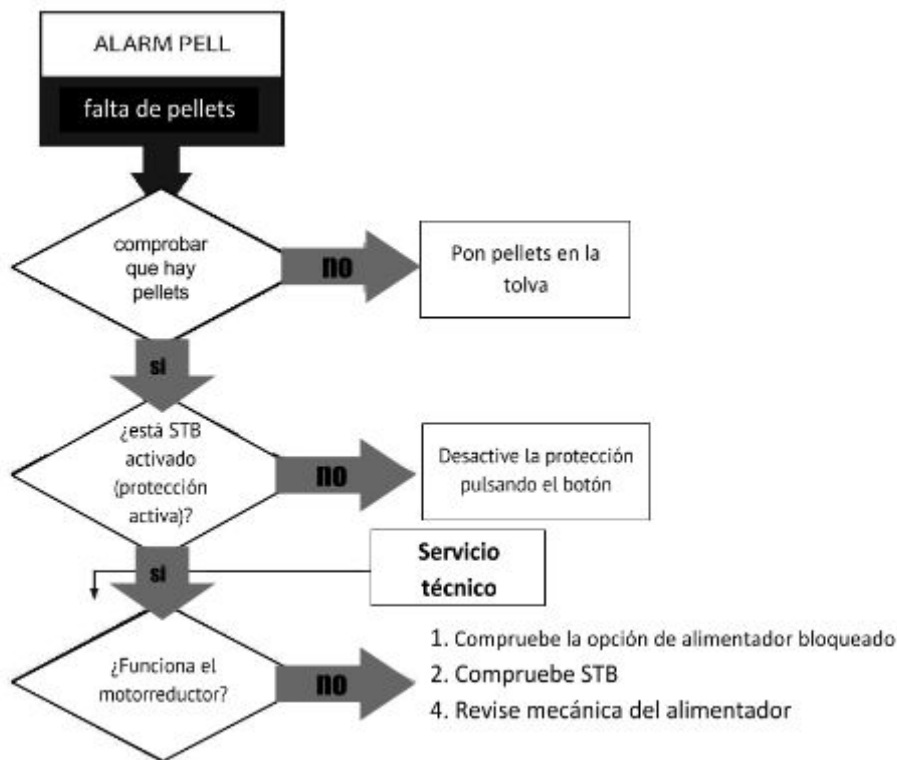 ALARM PELL
falta de pellets
comprobar
que hay
pellets
no
Pon pellets en la
tolva
si
¿está STB
activado
(protección
activa)?
no
Desactive la protección
pulsando el botón
si
Servicio
técnico
¿Funciona el
motorreductor?
no
1. Compruebe la opción de alimentador bloqueado
2. Compruebe STB
4. Revise mecánica del alimentador